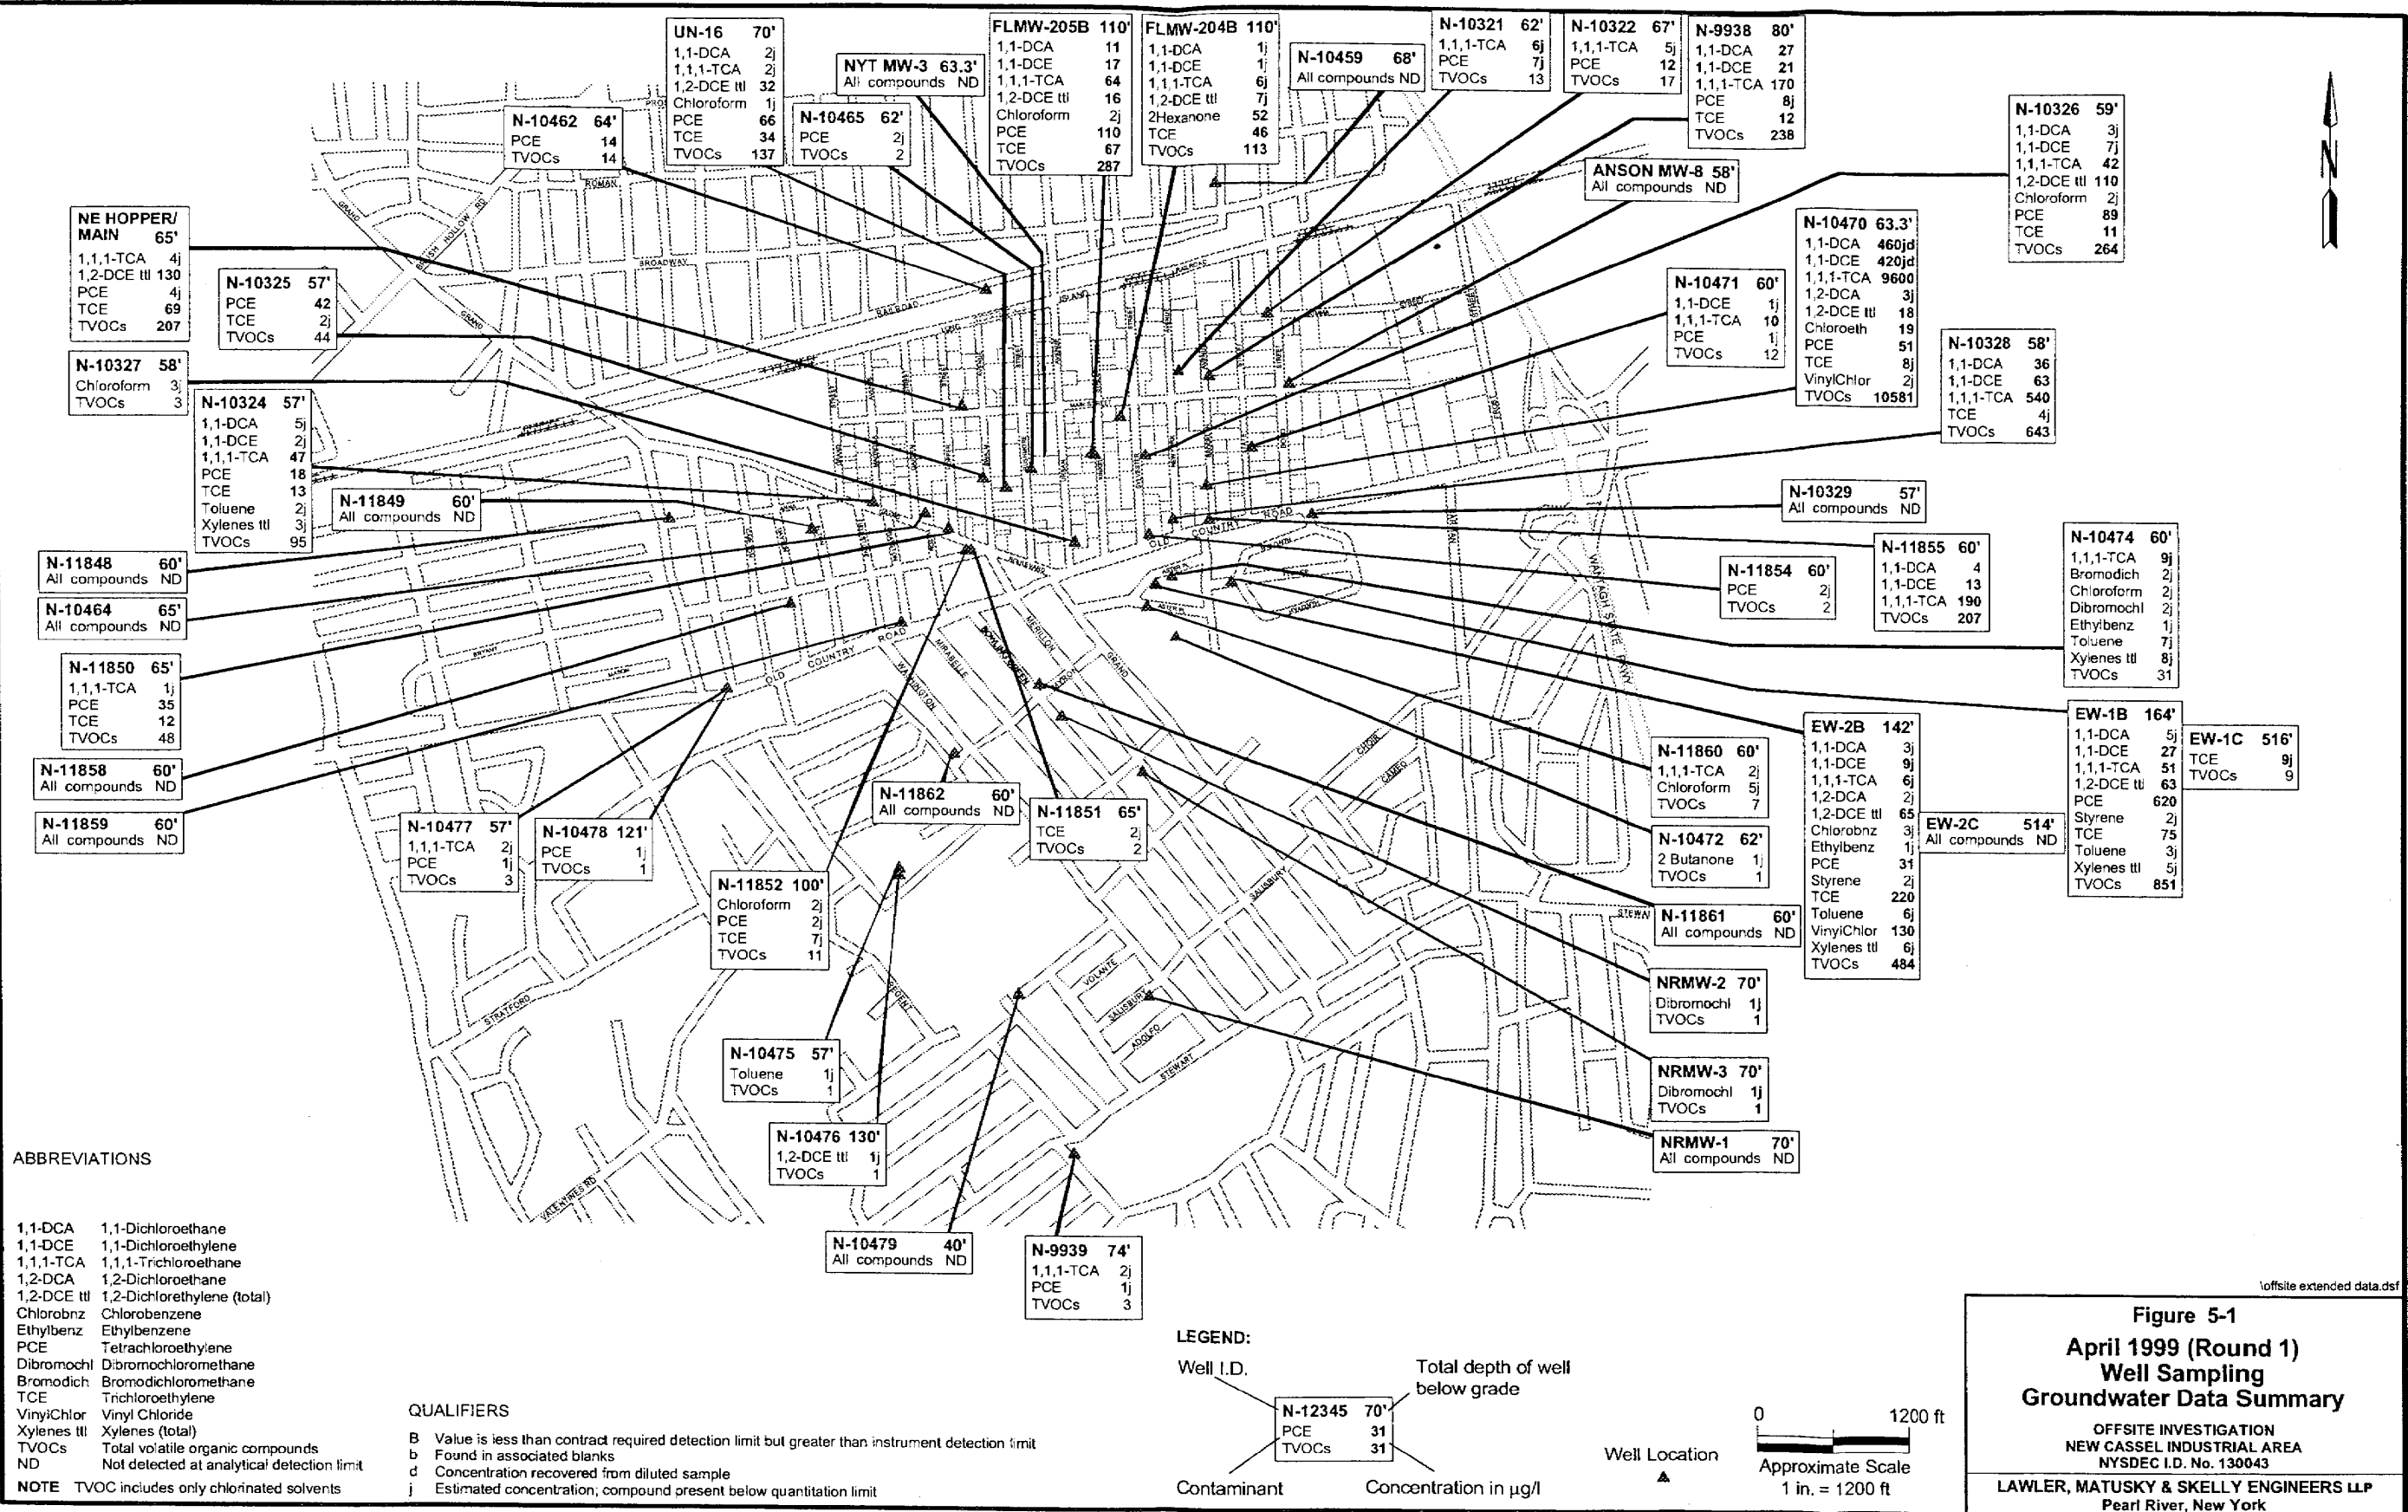 UN-16 70'
1,1-DCA 2j
1,1,1-TCA 2j
1,2-DCE ttl 32
Chloroform 1j
PCE 66
TCE 34
TVOCs 137
NYT MW-3 63.3'
All compounds ND
FLMW-205B 110'
1,1-DCA 11
1,1-DCE 17
1,1,1-TCA 64
1,2-DCE ttl 16
Chloroform 2j
PCE 110
TCE 67
TVOCs 287
FLMW-204B 110'
1,1-DCA 1j
1,1-DCE 1j
1,1,1-TCA 6j
1,2-DCE ttl 7j
2Hexanone 52
TCE 46
TVOCs 113
N-10459 68'
All compounds ND
N-10321 62'
1,1,1-TCA 6j
PCE 7j
TVOCs 13
N-10322 67'
1,1,1-TCA 5j
PCE 12
TVOCs 17
N-9938 80'
1,1-DCA 27
1,1-DCE 21
1,1,1-TCA 170
PCE 8j
TCE 12
TVOCs 238
N-10462 64'
PCE 14
TVOCs 14
N-10465 62'
PCE 2j
TVOCs 2
ANSON MW-8 58'
All compounds ND
N-10326 59'
1,1-DCA 3j
1,1-DCE 7j
1,1,1-TCA 42
1,2-DCE ttl 110
Chloroform 2j
PCE 89
TCE 11
TVOCs 264
N
NE HOPPER/
MAIN 65'
1,1,1-TCA 4j
1,2-DCE ttl 130
PCE 4j
TCE 69
TVOCs 207
N-10325 57'
PCE 42
TCE 2j
TVOCs 44
N-10470 63.3'
1,1-DCA 460jd
1,1-DCE 420jd
1,1,1-TCA 9600
1,2-DCA 3j
1,2-DCE ttl 18
Chloroeth 19
PCE 51
TCE 8j
VinylChlor 2j
TVOCs 10581
N-10471 60'
1,1-DCE 1j
1,1,1-TCA 10
PCE 1j
TVOCs 12
N-10328 58'
1,1-DCA 36
1,1-DCE 63
1,1,1-TCA 540
TCE 4j
TVOCs 643
N-10327 58'
Chloroform 3j
TVOCs 3
N-10324 57'
1,1-DCA 5j
1,1-DCE 2j
1,1,1-TCA 47
PCE 18
TCE 13
Toluene 2j
Xylenes ttl 3j
TVOCs 95
N-11849 60'
All compounds ND
N-10329 57'
All compounds ND
N-11848 60'
All compounds ND
N-10464 65'
All compounds ND
N-11854 60'
PCE 2j
TVOCs 2
N-11855 60'
1,1-DCA 4
1,1-DCE 13
1,1,1-TCA 190
TVOCs 207
N-10474 60'
1,1,1-TCA 9j
Bromodich 2j
Chloroform 2j
Dibromochl 2j
Ethylbenz 1j
Toluene 7j
Xylenes ttl 8j
TVOCs 31
N-11850 65'
1,1,1-TCA 1j
PCE 35
TCE 12
TVOCs 48
N-11858 60'
All compounds ND
N-11859 60'
All compounds ND
N-10477 57'
1,1,1-TCA 2j
PCE 1j
TVOCs 3
N-10478 121'
PCE 1j
TVOCs 1
N-11862 60'
All compounds ND
N-11851 65'
TCE 2j
TVOCs 2
N-11852 100'
Chloroform 2j
PCE 2j
TCE 7j
TVOCs 11
N-11860 60'
1,1,1-TCA 2j
Chloroform 5j
TVOCs 7
N-10472 62'
2 Butanone 1j
TVOCs 1
EW-2B 142'
1,1-DCA 3j
1,1-DCE 9j
1,1,1-TCA 6j
1,2-DCA 2j
1,2-DCE ttl 65
Chlorobnz 3j
Ethylbenz 1j
PCE 31
Styrene 2j
TCE 220
Toluene 6j
VinylChlor 130
Xylenes ttl 6j
TVOCs 484
EW-2C 514'
All compounds ND
EW-1B 164'
1,1-DCA 5j
1,1-DCE 27
1,1,1-TCA 51
1,2-DCE ttl 63
PCE 620
Styrene 2j
TCE 75
Toluene 3j
Xylenes ttl 5j
TVOCs 851
EW-1C 516'
TCE 9j
TVOCs 9
N-11861 60'
All compounds ND
NRMW-2 70'
Dibromochl 1j
TVOCs 1
NRMW-3 70'
Dibromochl 1j
TVOCs 1
NRMW-1 70'
All compounds ND
N-10475 57'
Toluene 1j
TVOCs 1
N-10476 130'
1,2-DCE ttl 1j
TVOCs 1
N-10479 40'
All compounds ND
N-9939 74'
1,1,1-TCA 2j
PCE 1j
TVOCs 3
ROMAN
BRUSH HOLLOW RD
GRAND
BROADWAY
GRAND
RAILROAD
LONG
ISLAND
MAIN STREET
OLD COUNTRY ROAD
OLD COUNTRY ROAD
WANTAGH STATE PKWY
WASHINGTON
MIRABELLE
BOWLING GREEN
MERILLON
MYRON
GRAND
CHOIR
CAMEO
SALISBURY
STEWAR
VOLANTE
SALISBURY
ADOLFO
STEWART
REGENT
STRATFORD
VALENTINES RD
ABBREVIATIONS
1,1-DCA 1,1-Dichloroethane
1,1-DCE 1,1-Dichloroethylene
1,1,1-TCA 1,1,1-Trichloroethane
1,2-DCA 1,2-Dichloroethane
1,2-DCE ttl 1,2-Dichlorethylene (total)
Chlorobnz Chlorobenzene
Ethylbenz Ethylbenzene
PCE Tetrachloroethylene
Dibromochl Dibromochloromethane
Bromodich Bromodichloromethane
TCE Trichloroethylene
VinylChlor Vinyl Chloride
Xylenes ttl Xylenes (total)
TVOCs Total volatile organic compounds
ND Not detected at analytical detection limit
NOTE TVOC includes only chlorinated solvents
QUALIFIERS
B Value is less than contract required detection limit but greater than instrument detection limit
b Found in associated blanks
d Concentration recovered from diluted sample
j Estimated concentration; compound present below quantitation limit
LEGEND:
Well I.D.
Total depth of well
below grade
N-12345 70'
PCE 31
TVOCs 31
Contaminant
Concentration in µg/l
Well Location
0 1200 ft
Approximate Scale
1 in. = 1200 ft
\offsite extended data.dsf
Figure 5-1
April 1999 (Round 1)
Well Sampling
Groundwater Data Summary
OFFSITE INVESTIGATION
NEW CASSEL INDUSTRIAL AREA
NYSDEC I.D. No. 130043
LAWLER, MATUSKY & SKELLY ENGINEERS LLP
Pearl River, New York